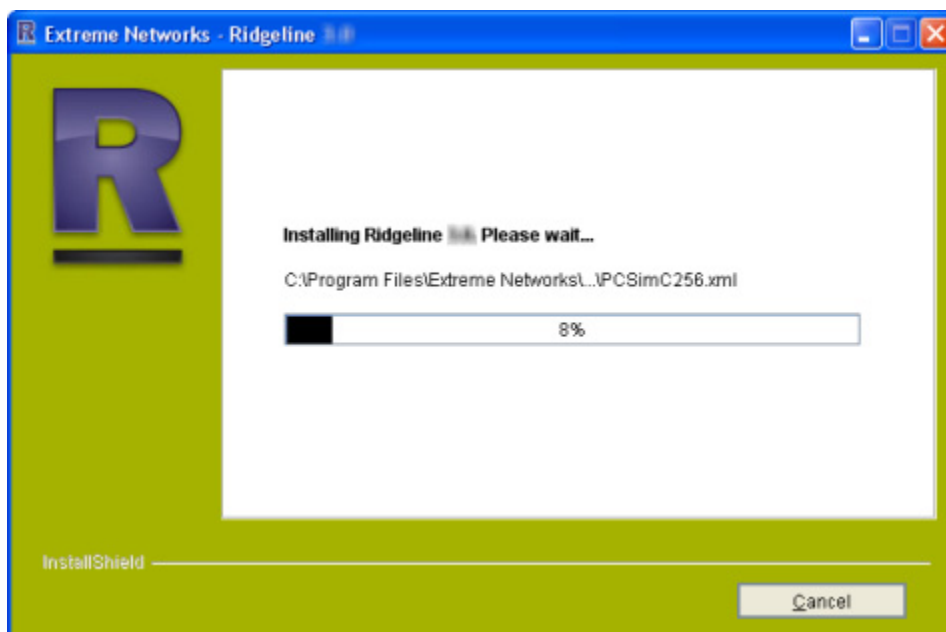 Extreme Networks - Ridgeline
R
Installing Ridgeline Please wait...
C:\Program Files\Extreme Networks\...\PCSimC256.xml
8%
InstallShield
Cancel